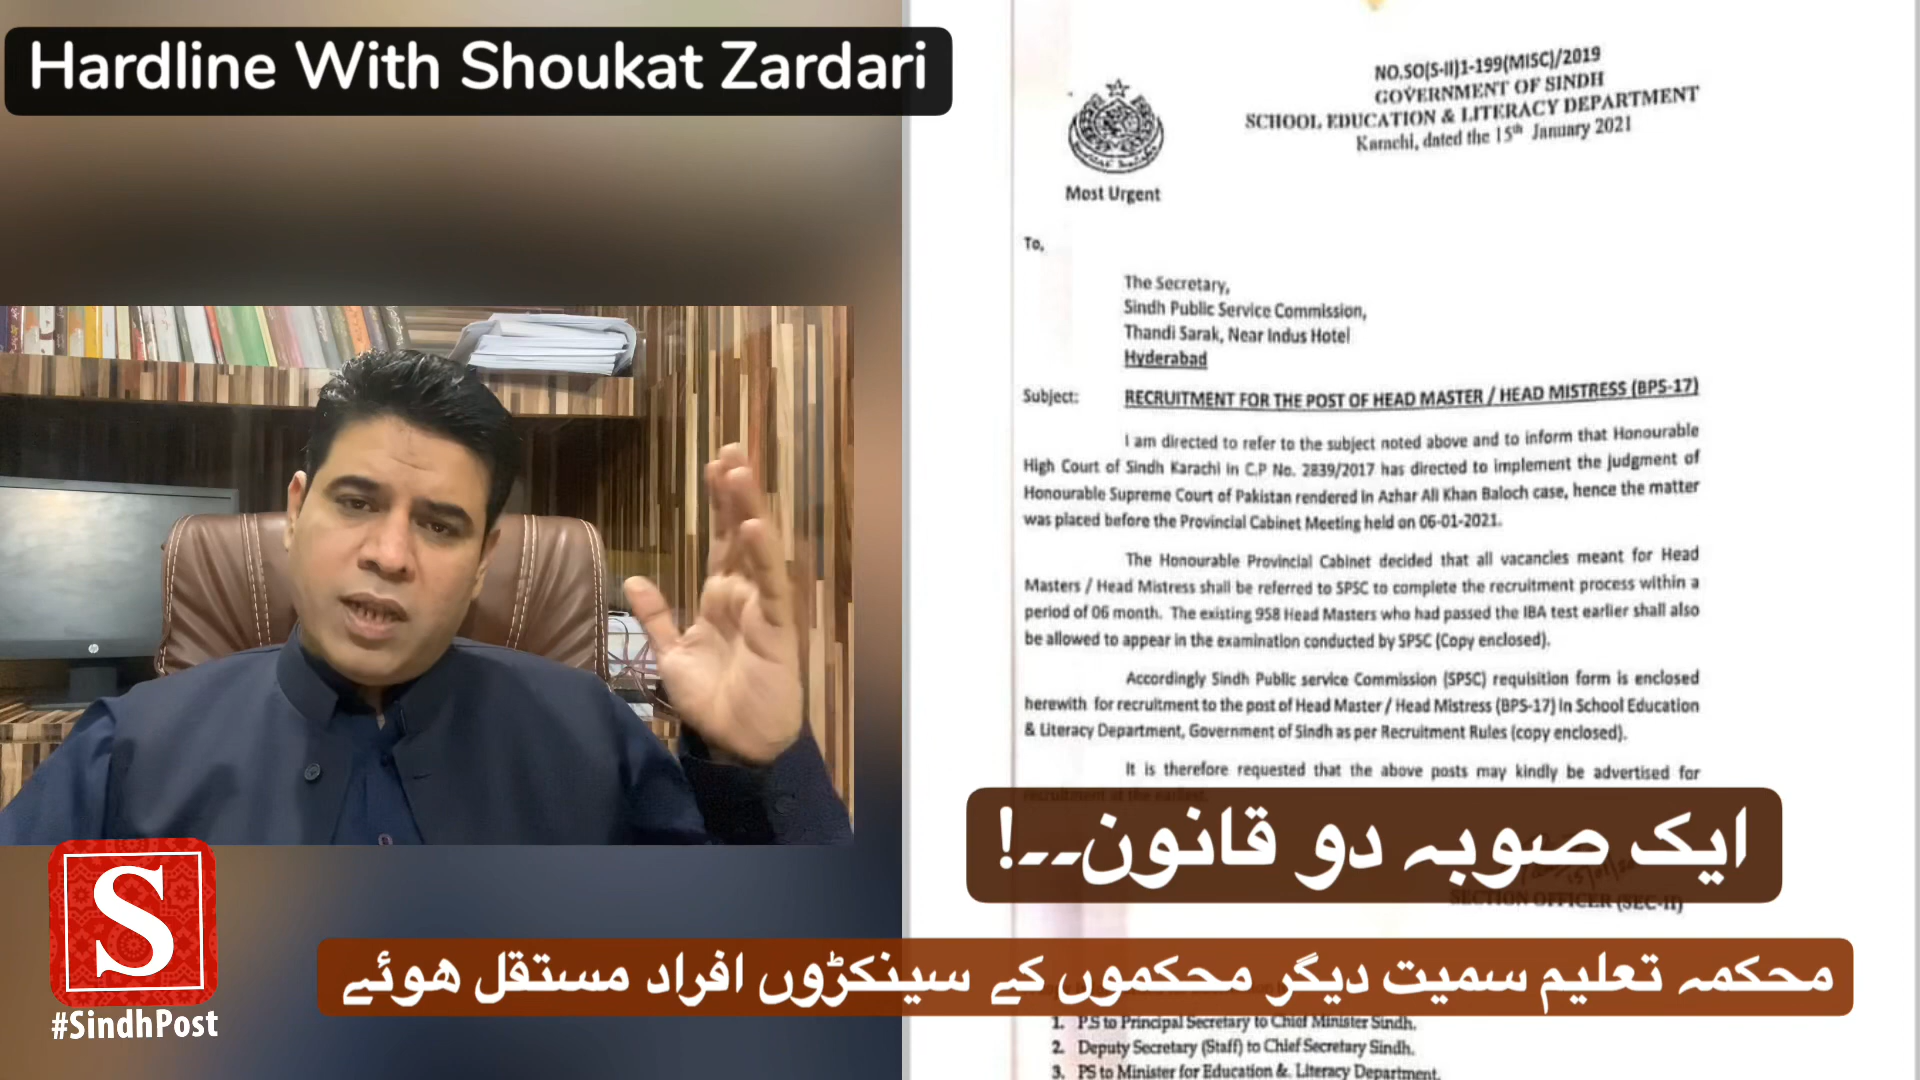 Hardline With Shoukat Zardari
NO.SO(S-II)1-199(MISC)/2019
GOVERNMENT OF SINDH
SCHOOL EDUCATION & LITERACY DEPARTMENT
Karachi, dated the 15th January 2021
Most Urgent
To,
The Secretary,
Sindh Public Service Commission,
Thandi Sarak, Near Indus Hotel
Hyderabad
Subject: RECRUITMENT FOR THE POST OF HEAD MASTER / HEAD MISTRESS (BPS-17)
I am directed to refer to the subject noted above and to inform that Honourable
High Court of Sindh Karachi in C.P No. 2839/2017 has directed to implement the judgment of
Honourable Supreme Court of Pakistan rendered in Azhar Ali Khan Baloch case, hence the matter
was placed before the Provincial Cabinet Meeting held on 06-01-2021.
The Honourable Provincial Cabinet decided that all vacancies meant for Head
Masters / Head Mistress shall be referred to SPSC to complete the recruitment process within a
period of 06 month. The existing 958 Head Masters who had passed the IBA test earlier shall also
be allowed to appear in the examination conducted by SPSC (Copy enclosed).
Accordingly Sindh Public service Commission (SPSC) requisition form is enclosed
herewith for recruitment to the post of Head Master / Head Mistress (BPS-17) in School Education
& Literacy Department, Government of Sindh as per Recruitment Rules (copy enclosed).
It is therefore requested that the above posts may kindly be advertised for
recruitment at the earliest.
ایک صوبہ دو قانون۔۔!
SECTION OFFICER (SEC-II)
محکمہ تعلیم سمیت دیگر محکموں کے سینکڑوں افراد مستقل ھوئے
1. P.S to Principal Secretary to Chief Minister Sindh.
2. Deputy Secretary (Staff) to Chief Secretary Sindh.
3. PS to Minister for Education & Literacy Department.
S
#SindhPost
hp